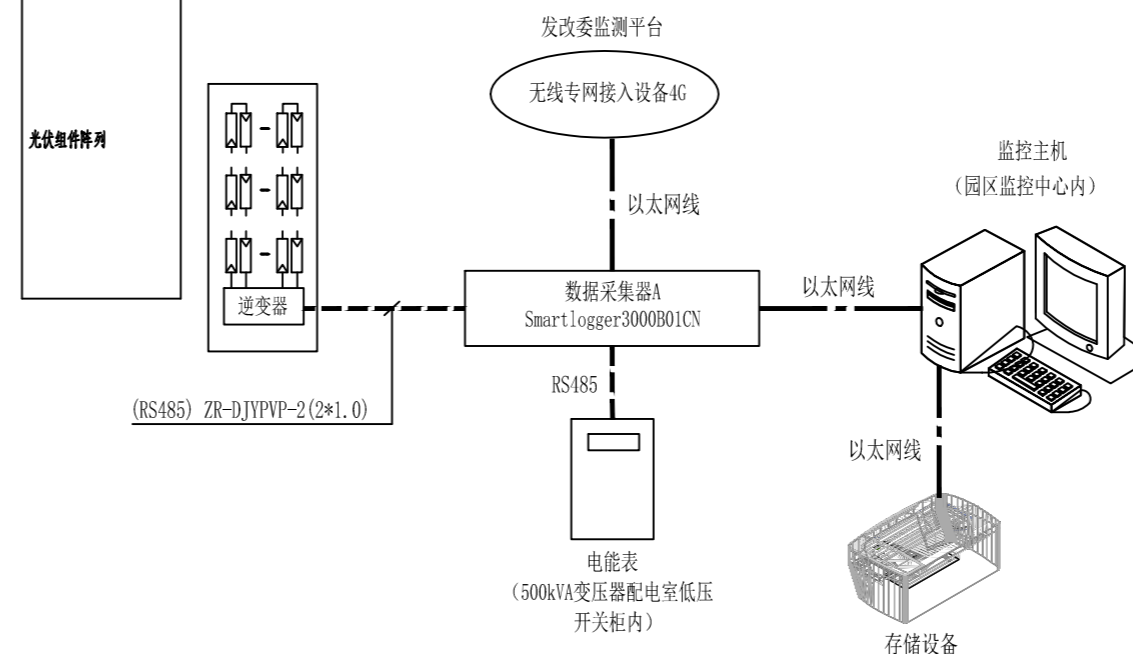 发改委监测平台
无线专网接入设备4G
光伏组件阵列
监控主机
（园区监控中心内）
以太网线
数据采集器A
Smartlogger3000B01CN
以太网线
逆变器
RS485
(RS485) ZR-DJYPVP-2(2*1.0)
以太网线
电能表
（500kVA变压器配电室低压
开关柜内）
存储设备